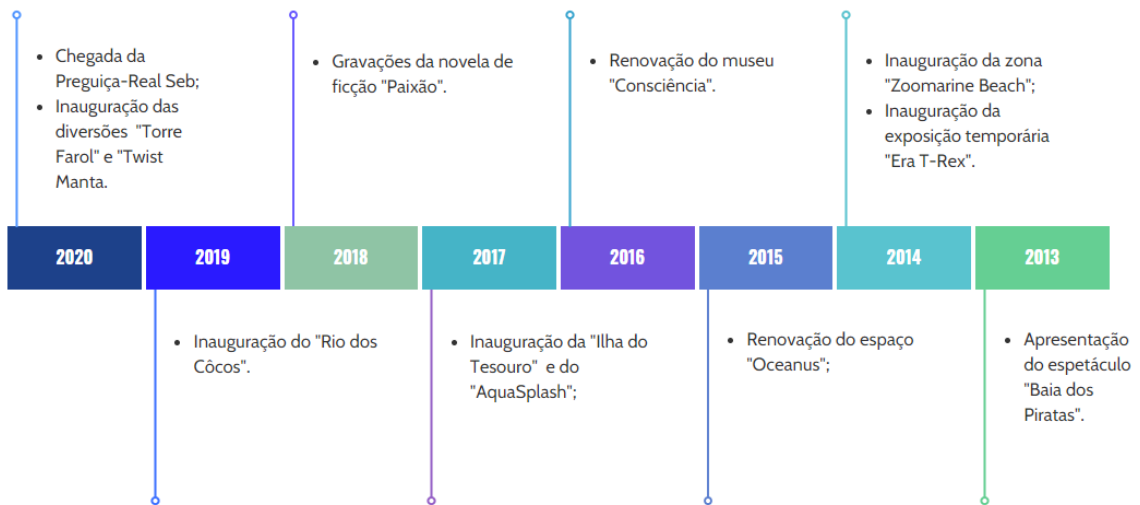 • Chegada da
Preguiça-Real Seb;
• Inauguração das
diversões "Torre
Farol" e "Twist
Manta.
• Gravações da novela de
ficção "Paixão".
• Renovação do museu
"Consciência".
• Inauguração da zona
"Zoomarine Beach";
• Inauguração da
exposição temporária
"Era T-Rex".
2020
2019
2018
2017
2016
2015
2014
2013
• Inauguração do "Rio dos
Côcos".
• Inauguração da "Ilha do
Tesouro" e do
"AquaSplash";
• Renovação do espaço
"Oceanus";
• Apresentação
do espetáculo
"Baia dos
Piratas".